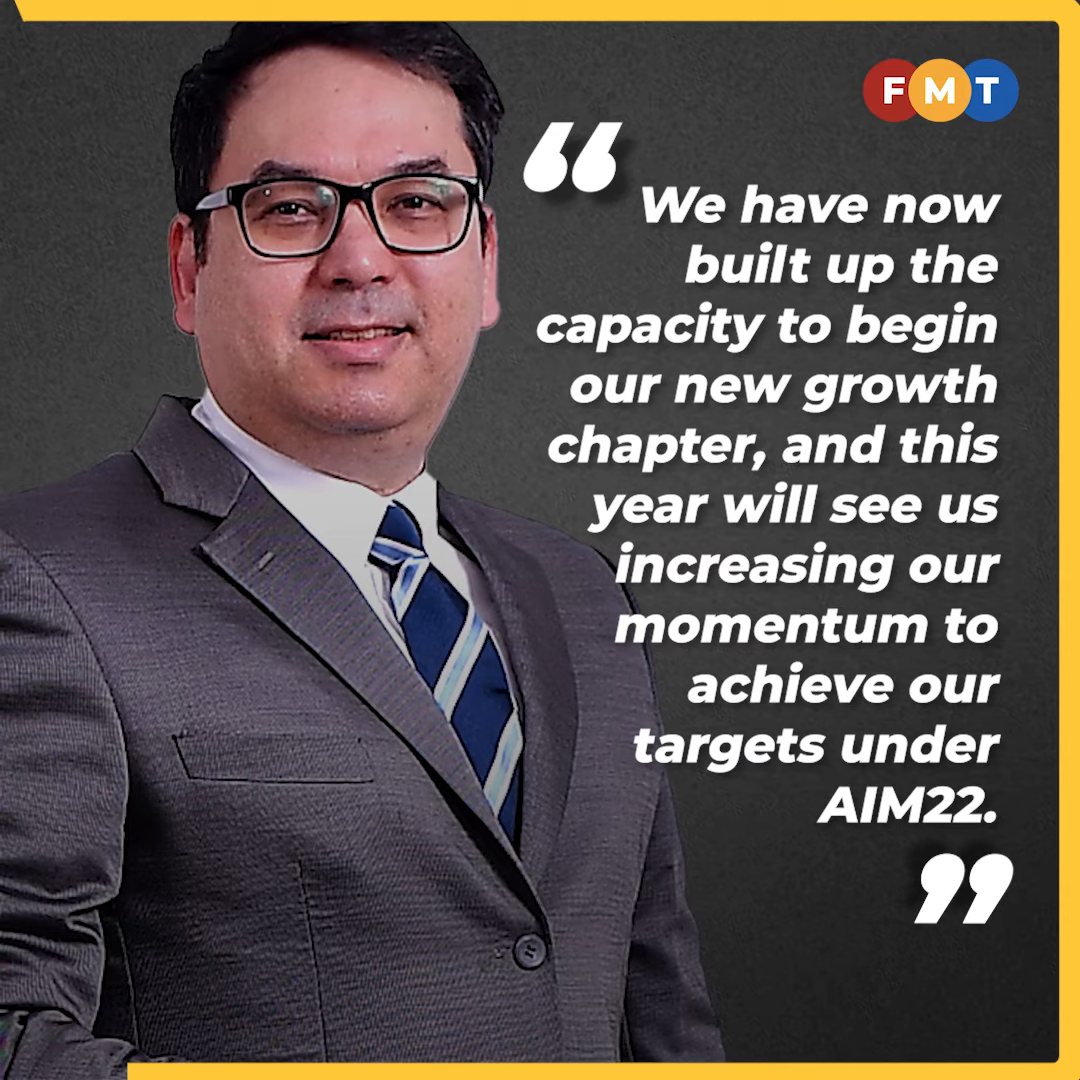 FMT
“
We have now
built up the
capacity to begin
our new growth
chapter, and this
year will see us
increasing our
momentum to
achieve our
targets under
AIM22.
”